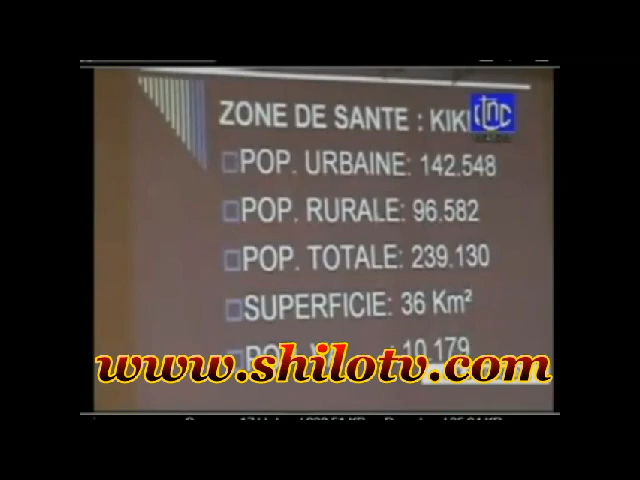 ZONE DE SANTE : KIK
POP. URBAINE: 142.548
POP. RURALE: 96.582
POP. TOTALE: 239.130
SUPERFICIE: 36 Km²
: 10.179
www.shilotv.com